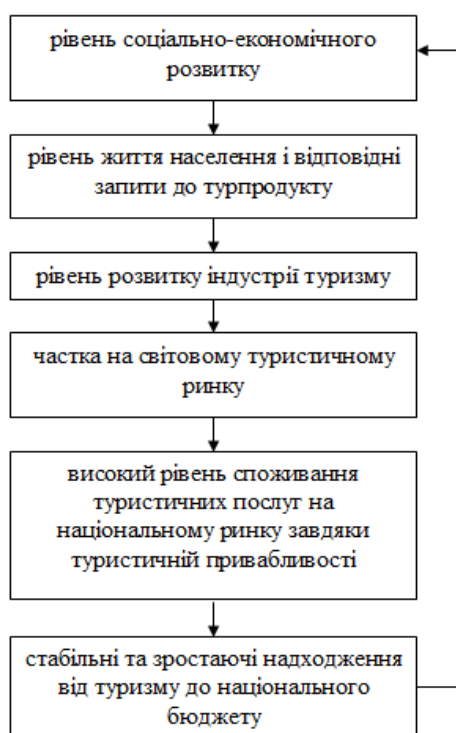 рівень соціально-економічного
розвитку
рівень життя населення і відповідні
запити до турпродукту
рівень розвитку індустрії туризму
частка на світовому туристичному
ринку
високий рівень споживання
туристичних послуг на
національному ринку завдяки
туристичній привабливості
стабільні та зростаючі надходження
від туризму до національного
бюджету